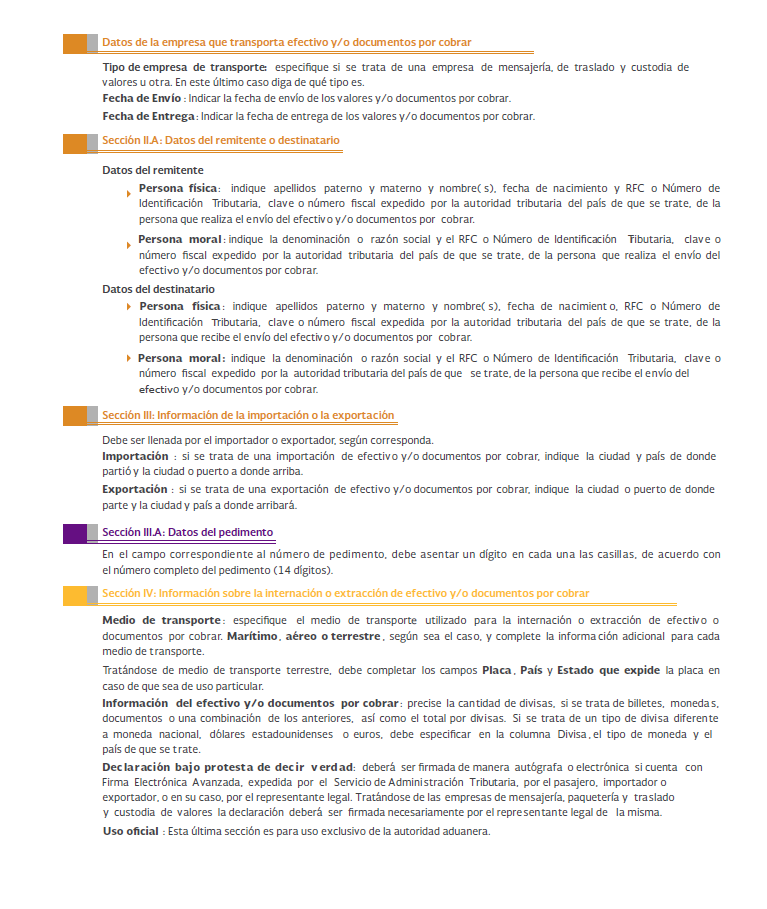 Datos de la empresa que transporta efectivo y/o documentos por cobrar
Tipo de empresa de transporte: especifique si se trata de una empresa de mensajería, de traslado y custodia de
valores u otra. En este último caso diga de qué tipo es.
Fecha de Envío : Indicar la fecha de envío de los valores y/o documentos por cobrar.
Fecha de Entrega : Indicar la fecha de entrega de los valores y/o documentos por cobrar.
Sección II.A: Datos del remitente o destinatario
Datos del remitente
Persona física: indique apellidos paterno y materno y nombre(s), fecha de nacimiento y RFC o Número de
Identificación Tributaria, clave o número fiscal expedido por la autoridad tributaria del país de que se trate, de la
persona que realiza el envío del efectivo y/o documentos por cobrar.
Persona moral: indique la denominación o razón social y el RFC o Número de Identificación Tributaria, clave o
número fiscal expedido por la autoridad tributaria del país de que se trate, de la persona que realiza el envío del
efectivo y/o documentos por cobrar.
Datos del destinatario
Persona física: indique apellidos paterno y materno y nombre(s), fecha de nacimiento, RFC o Número de
Identificación Tributaria, clave o número fiscal expedida por la autoridad tributaria del país de que se trate, de la
persona que recibe el envío del efectivo y/o documentos por cobrar.
Persona moral: indique la denominación o razón social y el RFC o Número de Identificación Tributaria, clave o
número fiscal expedido por la autoridad tributaria del país de que se trate, de la persona que recibe el envío del
efectivo y/o documentos por cobrar.
Sección III: Información de la importación o la exportación
Debe ser llenada por el importador o exportador, según corresponda.
Importación : si se trata de una importación de efectivo y/o documentos por cobrar, indique la ciudad y país de donde
partió y la ciudad o puerto a donde arriba.
Exportación : si se trata de una exportación de efectivo y/o documentos por cobrar, indique la ciudad o puerto de donde
parte y la ciudad y país a donde arribará.
Sección III.A: Datos del pedimento
En el campo correspondiente al número de pedimento, debe asentar un dígito en cada una las casillas, de acuerdo con
el número completo del pedimento (14 dígitos).
Sección IV: Información sobre la internación o extracción de efectivo y/o documentos por cobrar
Medio de transporte: especifique el medio de transporte utilizado para la internación o extracción de efectivo o
documentos por cobrar. Marítimo, aéreo o terrestre, según sea el caso, y complete la información adicional para cada
medio de transporte.
Tratándose de medio de transporte terrestre, debe completar los campos Placa, País y Estado que expide la placa en
caso de que sea de uso particular.
Información del efectivo y/o documentos por cobrar: precise la cantidad de divisas, si se trata de billetes, monedas,
documentos o una combinación de los anteriores, así como el total por divisas. Si se trata de un tipo de divisa diferente
a moneda nacional, dólares estadounidenses o euros, debe especificar en la columna Divisa, el tipo de moneda y el
país de que se trate.
Declaración bajo protesta de decir verdad: deberá ser firmada de manera autógrafa o electrónica si cuenta con
Firma Electrónica Avanzada, expedida por el Servicio de Administración Tributaria, por el pasajero, importador o
exportador, o en su caso, por el representante legal. Tratándose de las empresas de mensajería, paquetería y traslado
y custodia de valores la declaración deberá ser firmada necesariamente por el representante legal de la misma.
Uso oficial : Esta última sección es para uso exclusivo de la autoridad aduanera.